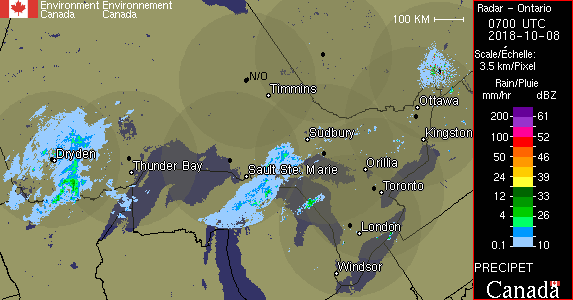 Environment Environnement
Canada Canada
100 KM
N/O
Timmins
Ottawa
Sudbury
Kingston
Dryden
Thunder Bay
Sault Ste. Marie
Orillia
Toronto
London
Windsor
Radar - Ontario
0700 UTC
2018-10-08
Scale/Échelle:
3.5 km/Pixel
Rain/Pluie
mm/hr dBZ
200 61
100 56
50 46
24 39
12 33
4 26
0.1 10
PRECIPET
Canada